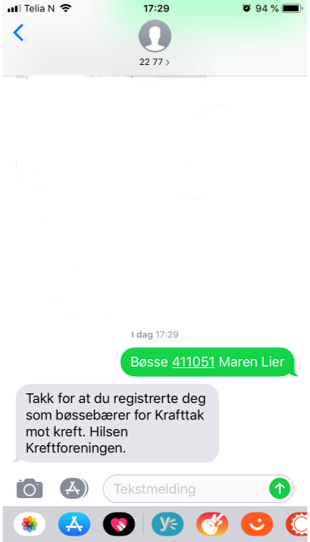 Telia N 17:29 94 %
22 77 >
I dag 17:29
Bøsse 411051 Maren Lier
Takk for at du registrerte deg
som bøssebærer for Krafttak
mot kreft. Hilsen
Kreftforeningen.
Tekstmelding